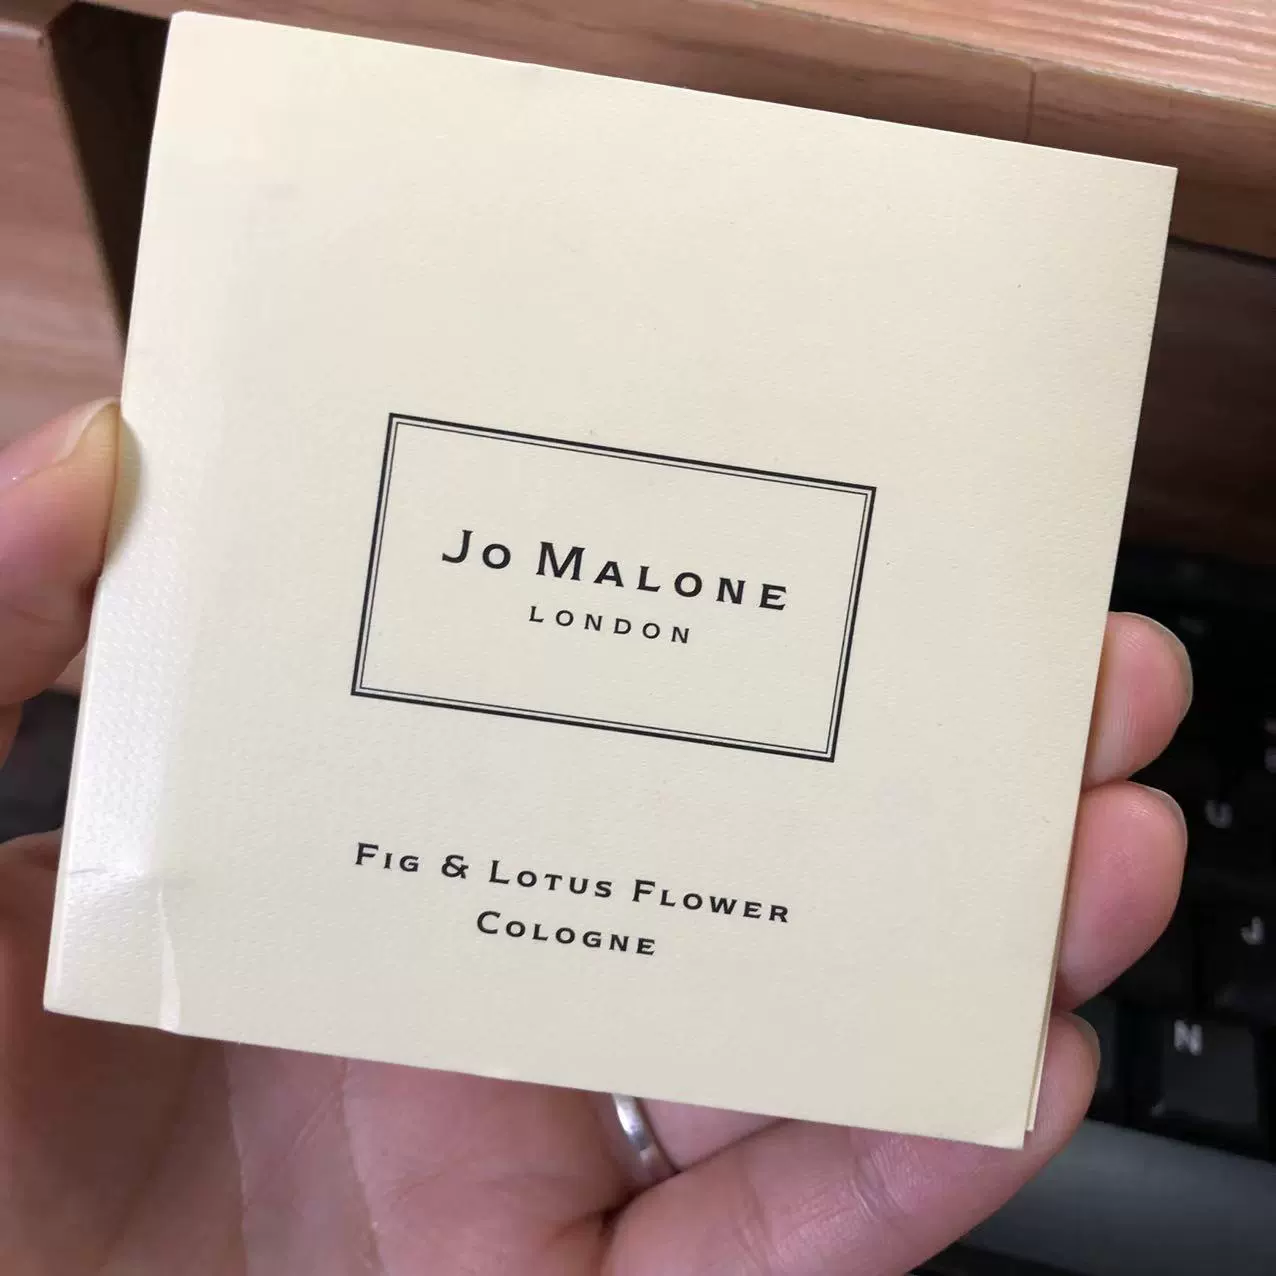 Jo Malone
LONDON
Fig & Lotus Flower
Cologne
U
J
N